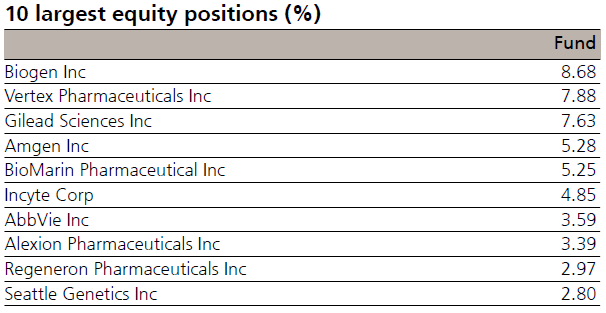 10 largest equity positions (%)
Fund
Biogen Inc 8.68
Vertex Pharmaceuticals Inc 7.88
Gilead Sciences Inc 7.63
Amgen Inc 5.28
BioMarin Pharmaceutical Inc 5.25
Incyte Corp 4.85
AbbVie Inc 3.59
Alexion Pharmaceuticals Inc 3.39
Regeneron Pharmaceuticals Inc 2.97
Seattle Genetics Inc 2.80